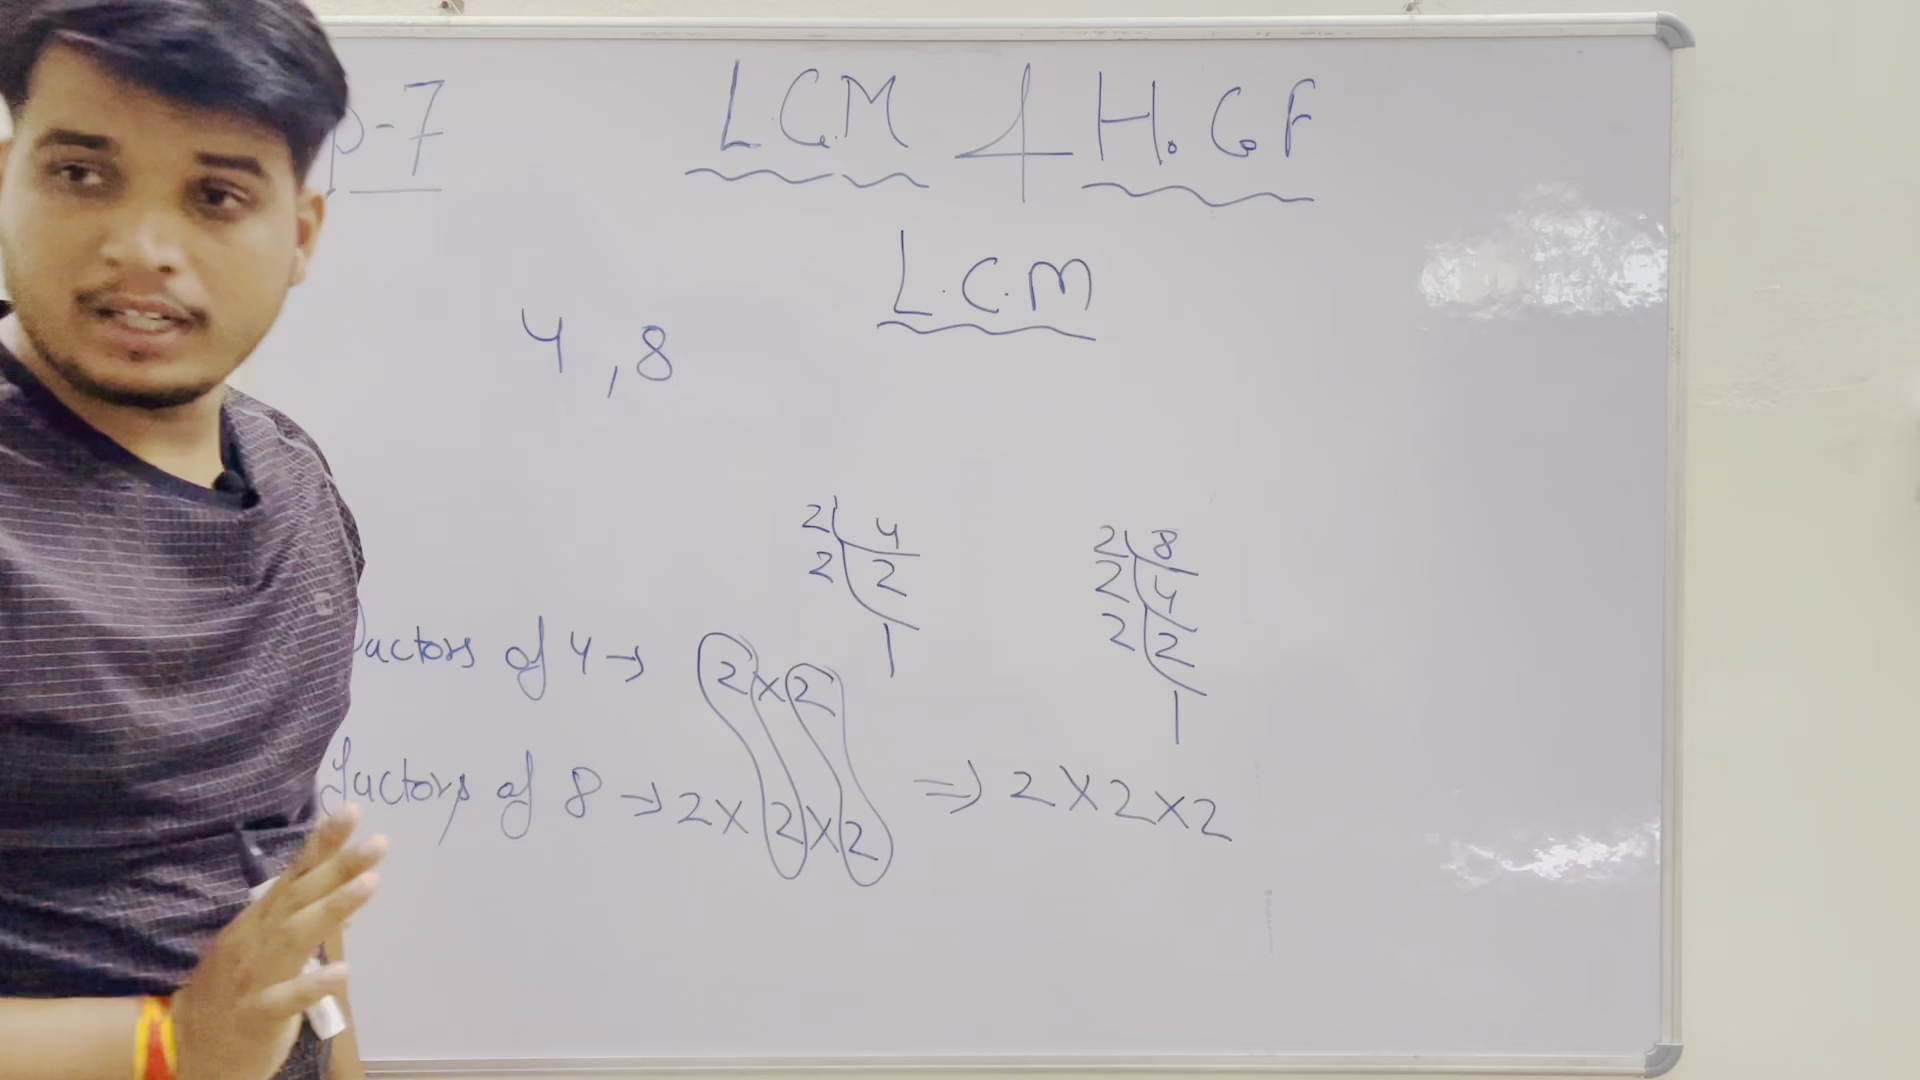 p-7
L.C.M & H.C.F
L.C.M
4, 8
2 4
2 2
1
2 8
2 4
2 2
1
factors of 4 → 2 × 2
factors of 8 → 2 × 2 × 2 ⇒ 2 × 2 × 2